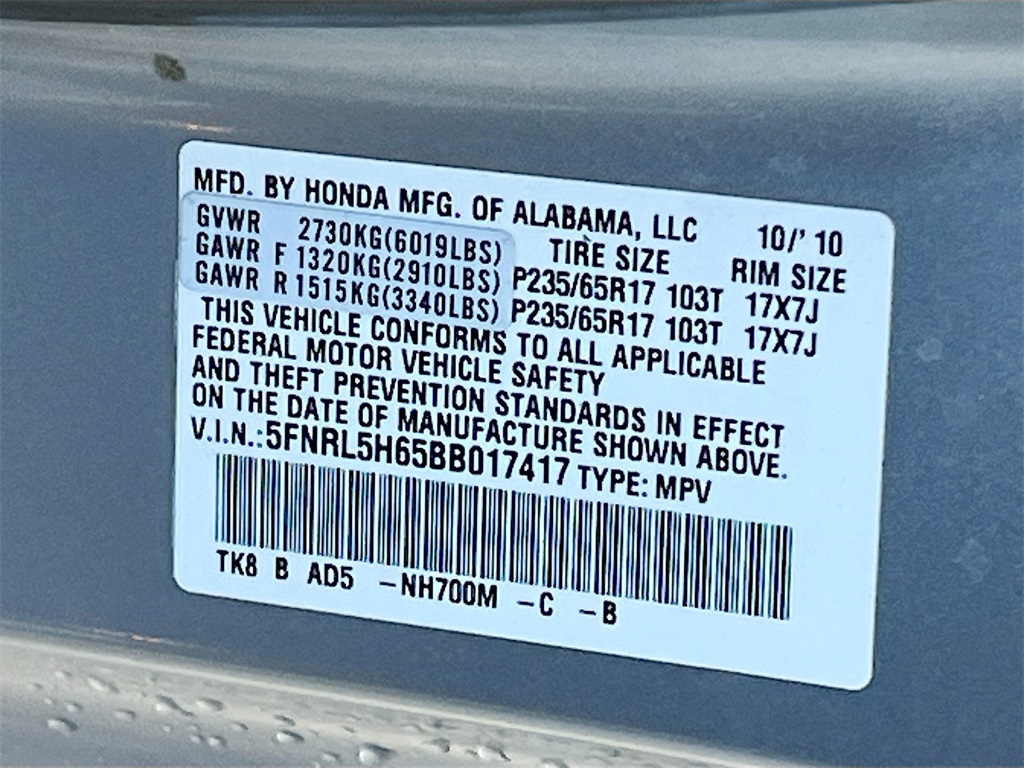 MFD. BY HONDA MFG. OF ALABAMA, LLC 10/' 10
GVWR 2730KG(6019LBS) TIRE SIZE RIM SIZE
GAWR F 1320KG(2910LBS) P235/65R17 103T 17X7J
GAWR R 1515KG(3340LBS) P235/65R17 103T 17X7J
THIS VEHICLE CONFORMS TO ALL APPLICABLE
FEDERAL MOTOR VEHICLE SAFETY
AND THEFT PREVENTION STANDARDS IN EFFECT
ON THE DATE OF MANUFACTURE SHOWN ABOVE.
V.I.N.:5FNRL5H65BB017417 TYPE: MPV
TK8 B AD5 -NH700M -C -B